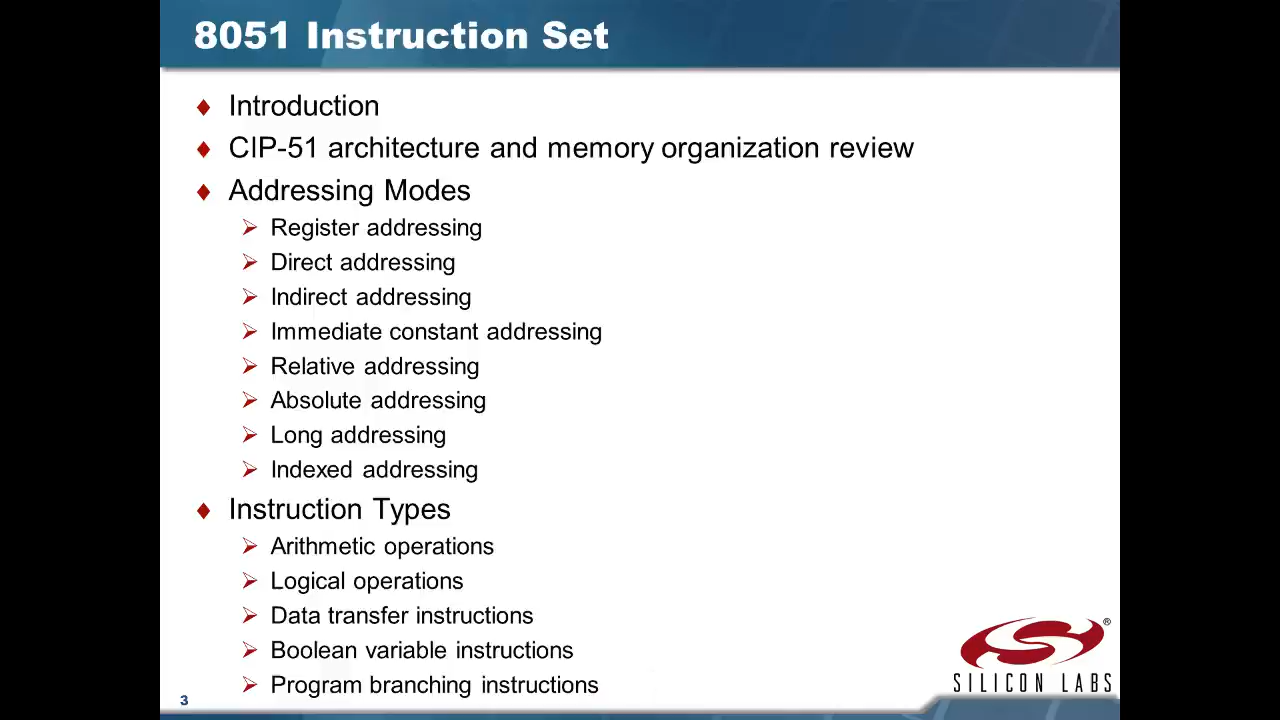 8051 Instruction Set
Introduction
CIP-51 architecture and memory organization review
Addressing Modes
Register addressing
Direct addressing
Indirect addressing
Immediate constant addressing
Relative addressing
Absolute addressing
Long addressing
Indexed addressing
Instruction Types
Arithmetic operations
Logical operations
Data transfer instructions
Boolean variable instructions
Program branching instructions
®
SILICON LABS
3